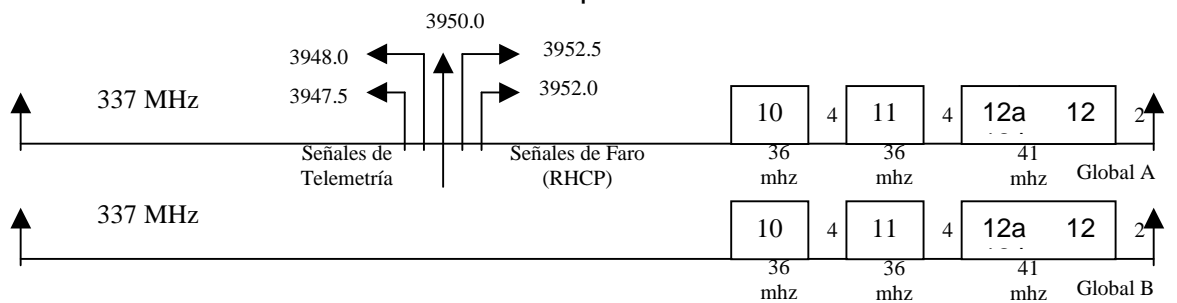 3950.0
3948.0
3952.5
3947.5
3952.0
337 MHz
10
4
11
4
12a 12
2
Señales de
Telemetría
Señales de Faro
(RHCP)
36
mhz
36
mhz
41
mhz
Global A
337 MHz
10
4
11
4
12a 12
2
36
mhz
36
mhz
41
mhz
Global B